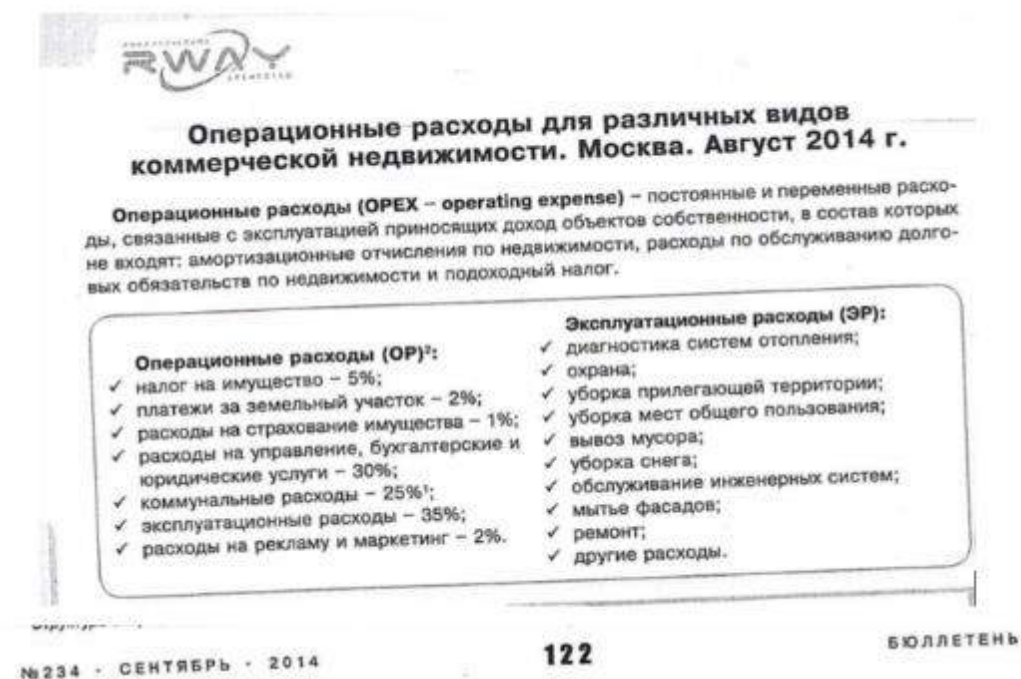 RWAY
Операционные расходы для различных видов
коммерческой недвижимости. Москва. Август 2014 г.
Операционные расходы (OPEX – operating expense) – постоянные и переменные расхо-
ды, связанные с эксплуатацией приносящих доход объектов собственности, в состав которых
не входят: амортизационные отчисления по недвижимости, расходы по обслуживанию долго-
вых обязательств по недвижимости и подоходный налог.
Операционные расходы (ОР)²:
✓ налог на имущество – 5%;
✓ платежи за земельный участок – 2%;
✓ расходы на страхование имущества – 1%;
✓ расходы на управление, бухгалтерские и
юридические услуги – 30%;
✓ коммунальные расходы – 25%¹;
✓ эксплуатационные расходы – 35%;
✓ расходы на рекламу и маркетинг – 2%.
Эксплуатационные расходы (ЭР):
✓ диагностика систем отопления;
✓ охрана;
✓ уборка прилегающей территории;
✓ уборка мест общего пользования;
✓ вывоз мусора;
✓ уборка снега;
✓ обслуживание инженерных систем;
✓ мытье фасадов;
✓ ремонт;
✓ другие расходы.
№234 · СЕНТЯБРЬ · 2014
122
БЮЛЛЕТЕНЬ